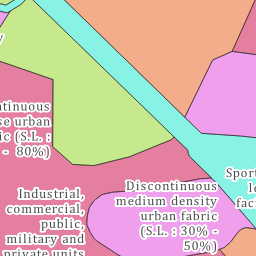 y
ntinuous
se urban
ic (S.L. :
- 80%)
Sport
le
faci
Industrial,
commercial,
public,
military and
private units
Discontinuous
medium density
urban fabric
(S.L. : 30% -
50%)